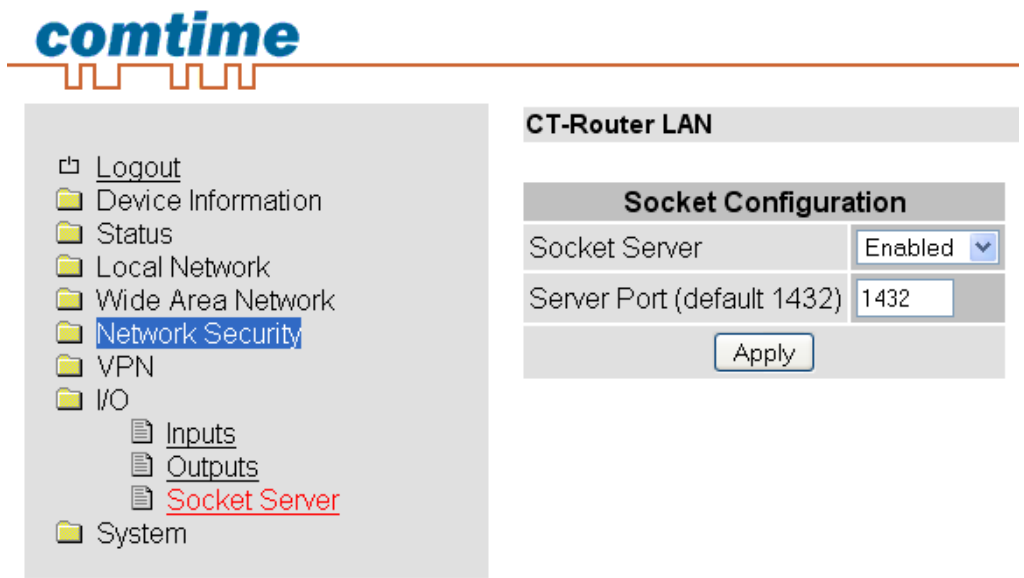 comtime
Logout
Device Information
Status
Local Network
Wide Area Network
Network Security
VPN
I/O
Inputs
Outputs
Socket Server
System
CT-Router LAN
Socket Configuration
Socket Server Enabled
Server Port (default 1432) 1432
Apply